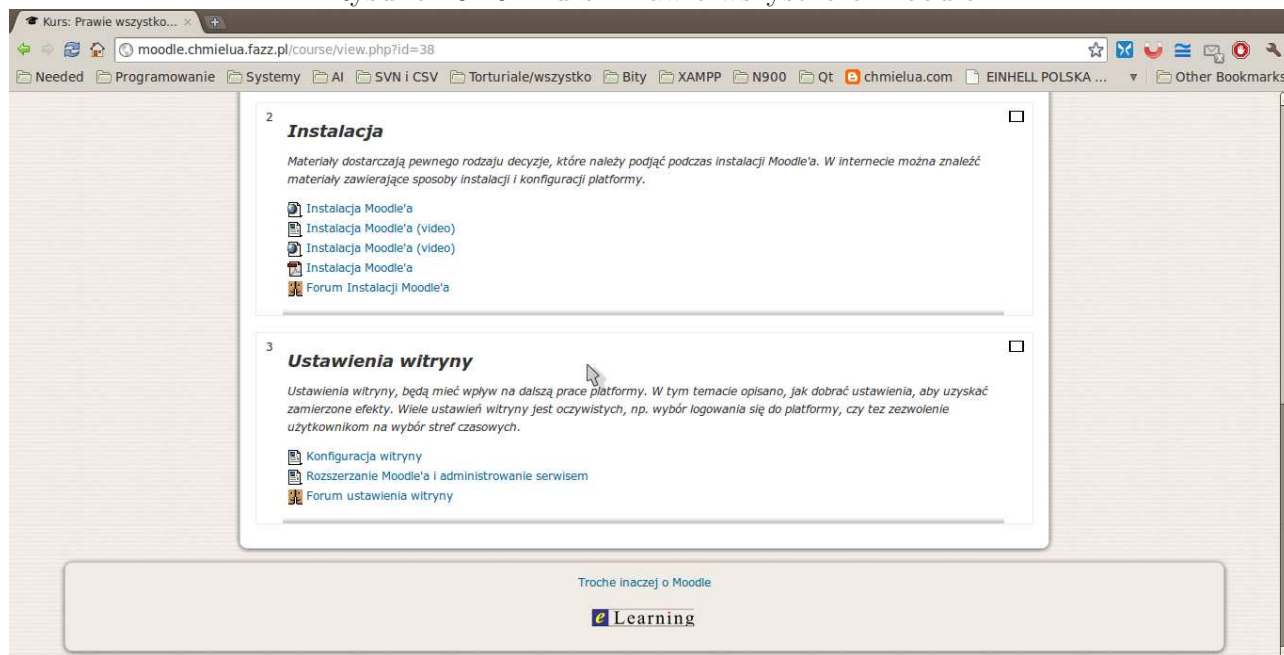 Kurs: Prawie wszystko...
moodle.chmielua.fazz.pl/course/view.php?id=38
Needed Programowanie Systemy AI SVN i CSV Torturiale/wszystko Bity XAMPP N900 Qt chmielua.com EINHELL POLSKA ... Other Bookmarks
2
Instalacja
Materiały dostarczają pewnego rodzaju decyzje, które należy podjąć podczas instalacji Moodle'a. W internecie można znaleźć
materiały zawierające sposoby instalacji i konfiguracji platformy.
Instalacja Moodle'a
Instalacja Moodle'a (video)
Instalacja Moodle'a (video)
Instalacja Moodle'a
Forum Instalacji Moodle'a
3
Ustawienia witryny
Ustawienia witryny, będą mieć wpływ na dalszą prace platformy. W tym temacie opisano, jak dobrać ustawienia, aby uzyskać
zamierzone efekty. Wiele ustawień witryny jest oczywistych, np. wybór logowania się do platformy, czy tez zezwolenie
użytkownikom na wybór stref czasowych.
Konfiguracja witryny
Rozszerzanie Moodle'a i administrowanie serwisem
Forum ustawienia witryny
Troche inaczej o Moodle
e Learning